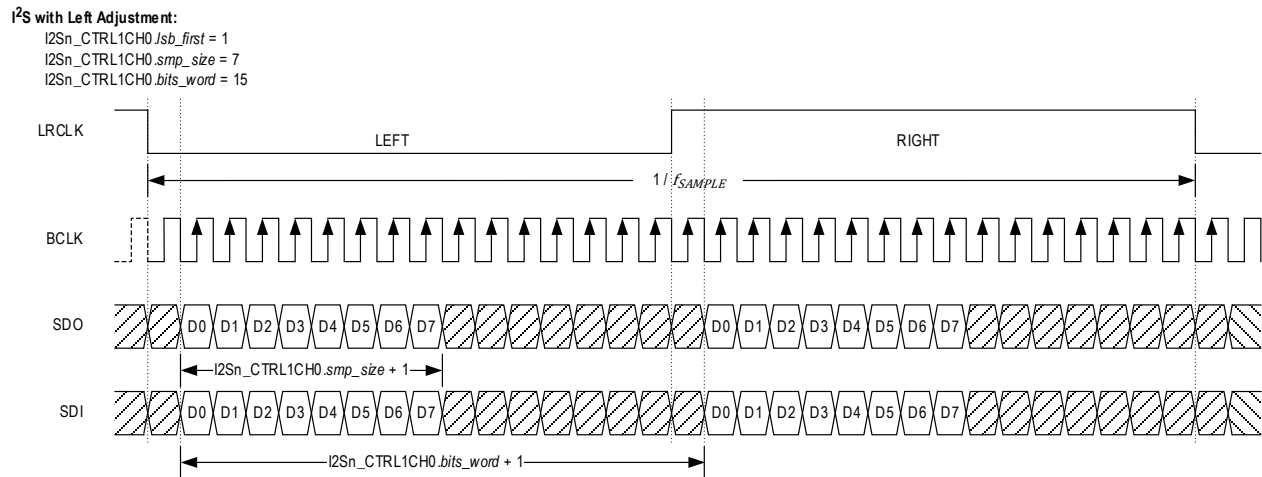 I²S with Left Adjustment:
I2Sn_CTRL1CH0.lsb_first = 1
I2Sn_CTRL1CH0.smp_size = 7
I2Sn_CTRL1CH0.bits_word = 15
LRCLK LEFT RIGHT
1 / fSAMPLE
BCLK
SDO D0 D1 D2 D3 D4 D5 D6 D7 D0 D1 D2 D3 D4 D5 D6 D7
I2Sn_CTRL1CH0.smp_size + 1
SDI D0 D1 D2 D3 D4 D5 D6 D7 D0 D1 D2 D3 D4 D5 D6 D7
I2Sn_CTRL1CH0.bits_word + 1